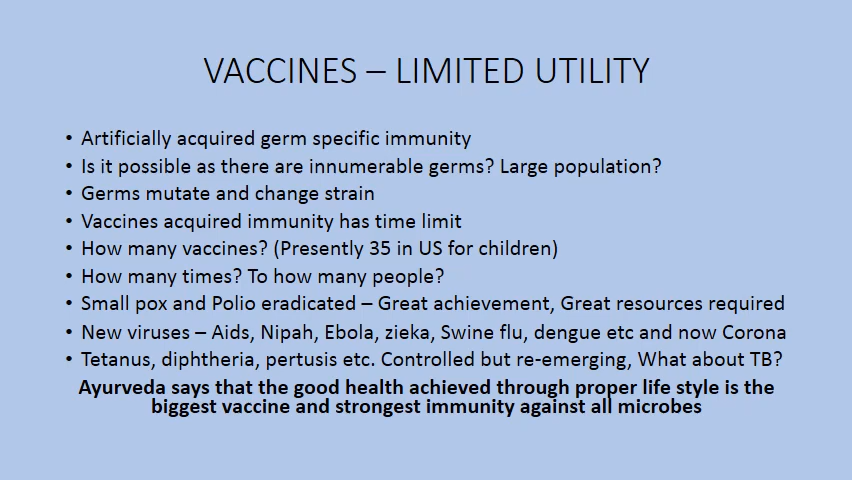 VACCINES – LIMITED UTILITY
• Artificially acquired germ specific immunity
• Is it possible as there are innumerable germs? Large population?
• Germs mutate and change strain
• Vaccines acquired immunity has time limit
• How many vaccines? (Presently 35 in US for children)
• How many times? To how many people?
• Small pox and Polio eradicated – Great achievement, Great resources required
• New viruses – Aids, Nipah, Ebola, zieka, Swine flu, dengue etc and now Corona
• Tetanus, diphtheria, pertusis etc. Controlled but re-emerging, What about TB?
Ayurveda says that the good health achieved through proper life style is the
biggest vaccine and strongest immunity against all microbes